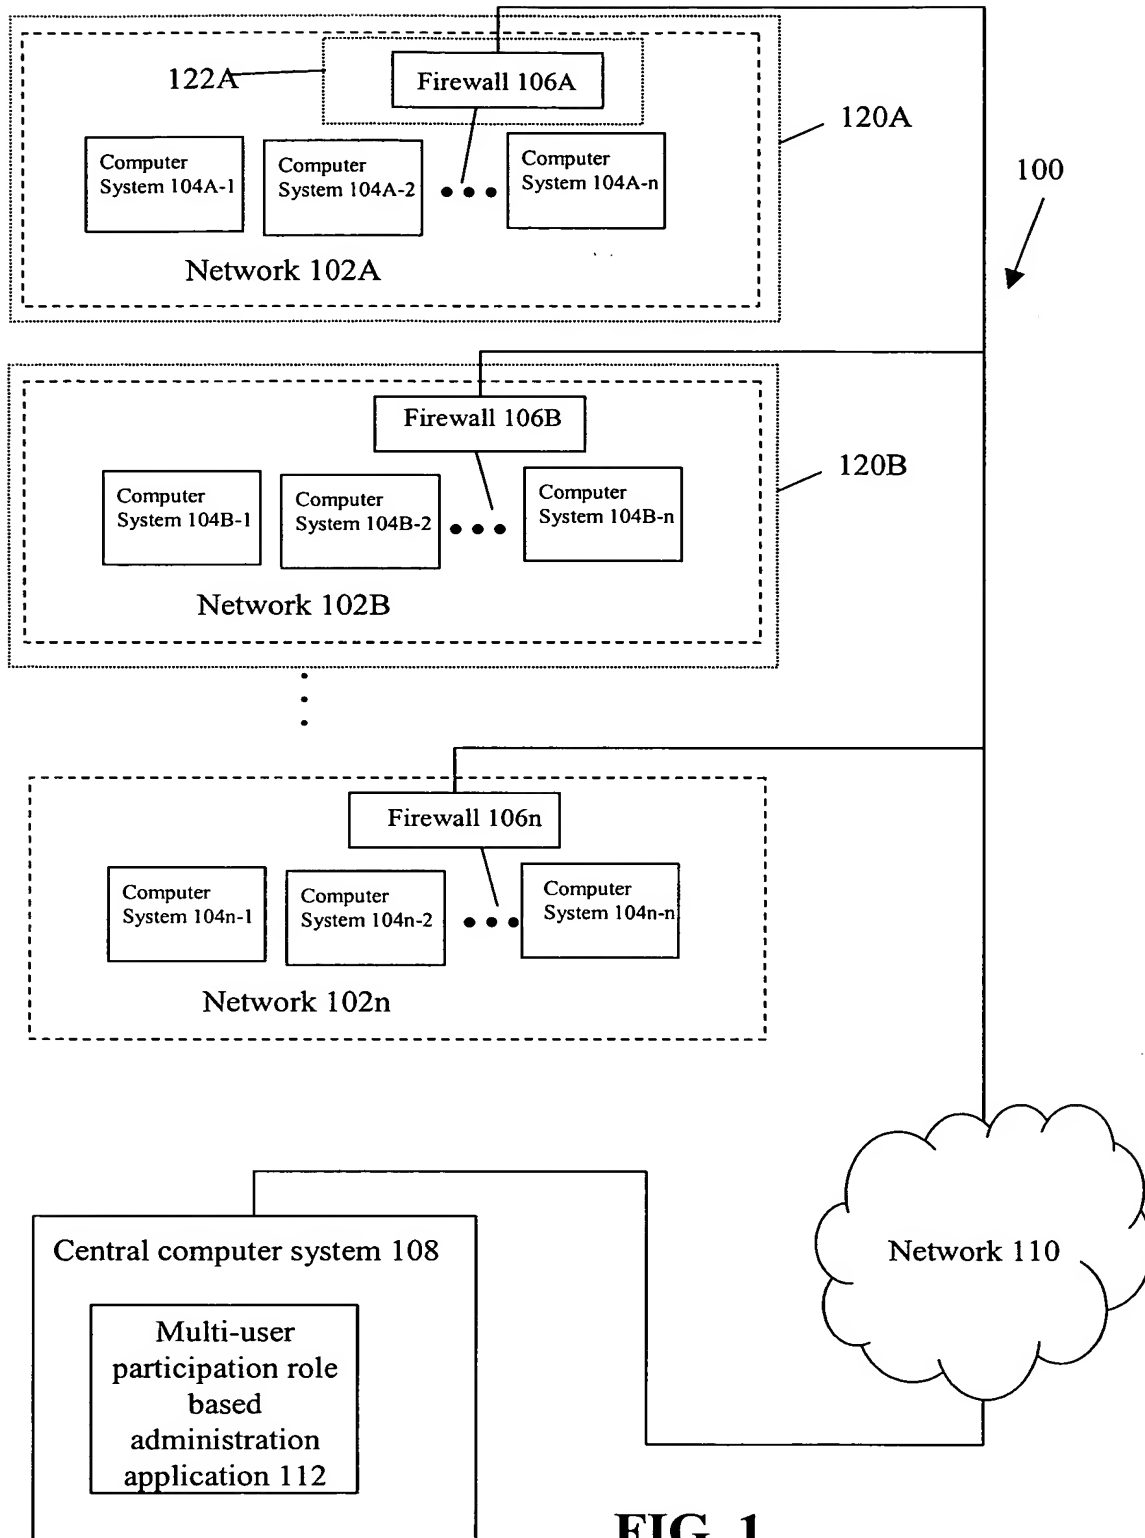 122A
Firewall 106A
120A
Computer
System 104A-1
Computer
System 104A-2
Computer
System 104A-n
100
Network 102A
Firewall 106B
120B
Computer
System 104B-1
Computer
System 104B-2
Computer
System 104B-n
Network 102B
Firewall 106n
Computer
System 104n-1
Computer
System 104n-2
Computer
System 104n-n
Network 102n
Central computer system 108
Network 110
Multi-user
participation role
based
administration
application 112
FIG. 1